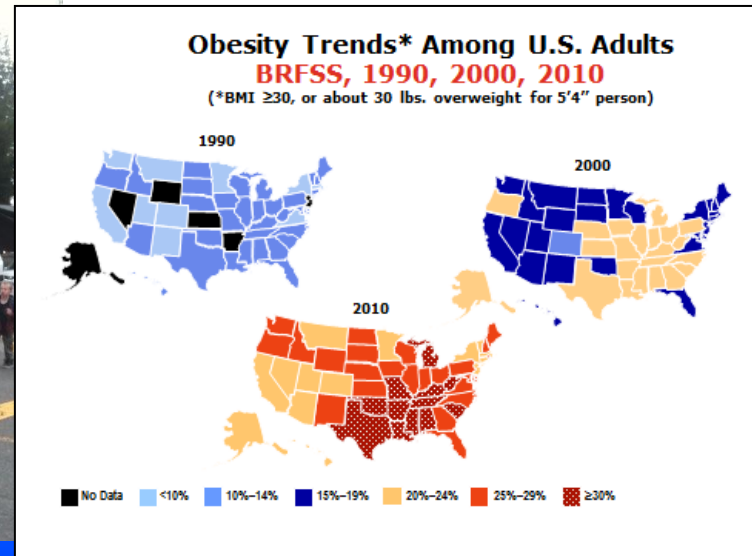 Obesity Trends* Among U.S. Adults
BRFSS, 1990, 2000, 2010
(*BMI ≥30, or about 30 lbs. overweight for 5’4” person)
1990
2000
2010
No Data <10% 10%–14% 15%–19% 20%–24% 25%–29% ≥30%